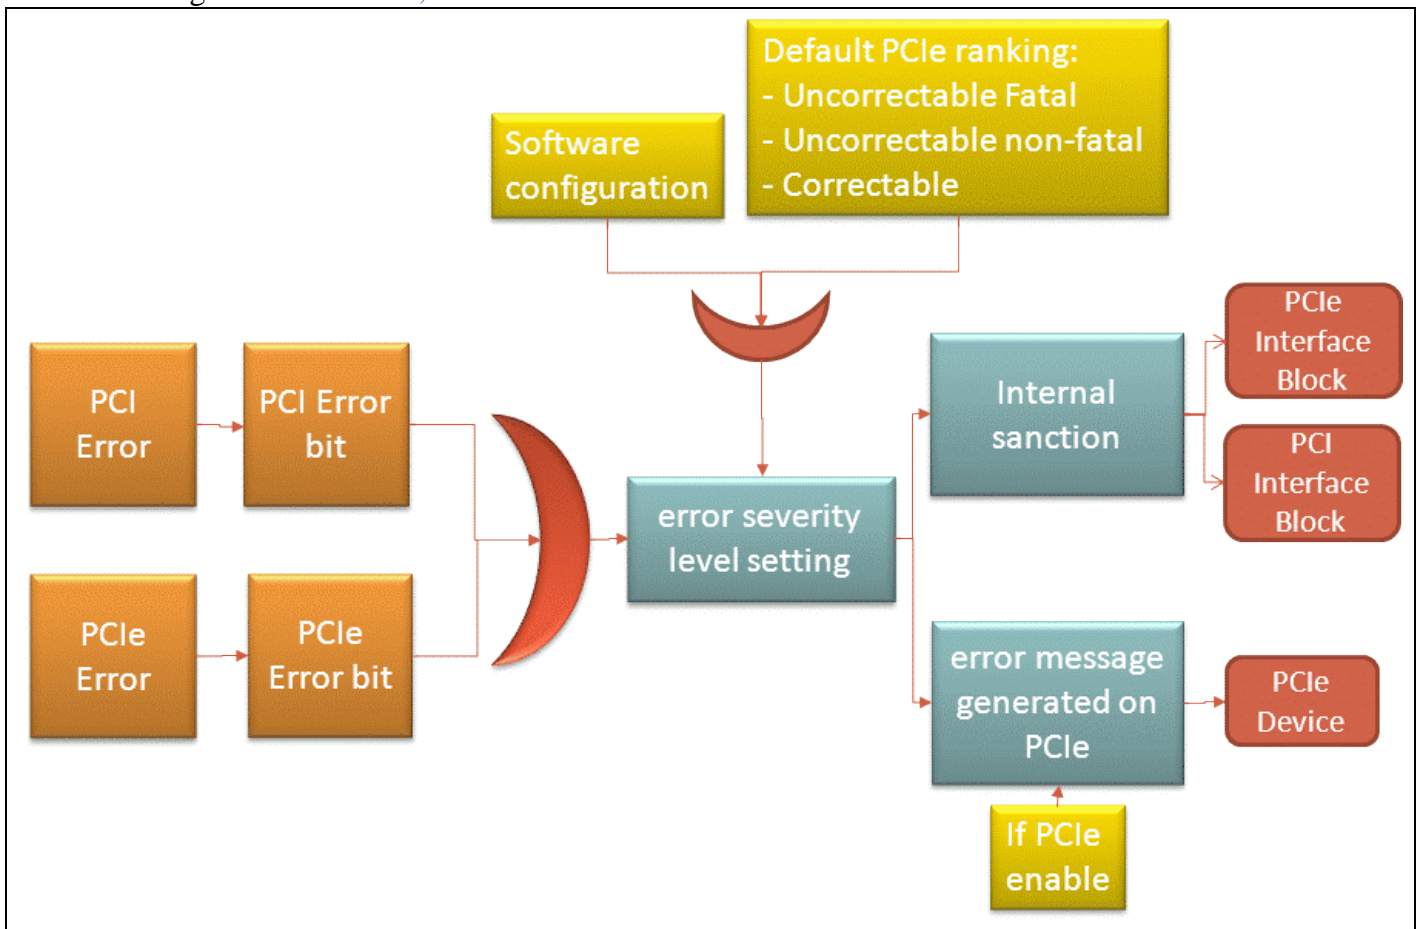 Default PCIe ranking:
- Uncorrectable Fatal
- Uncorrectable non-fatal
- Correctable
Software
configuration
PCI
Error
PCI Error
bit
PCIe
Error
PCIe
Error bit
error severity
level setting
Internal
sanction
PCIe
Interface
Block
PCI
Interface
Block
error message
generated on
PCIe
PCIe
Device
If PCIe
enable